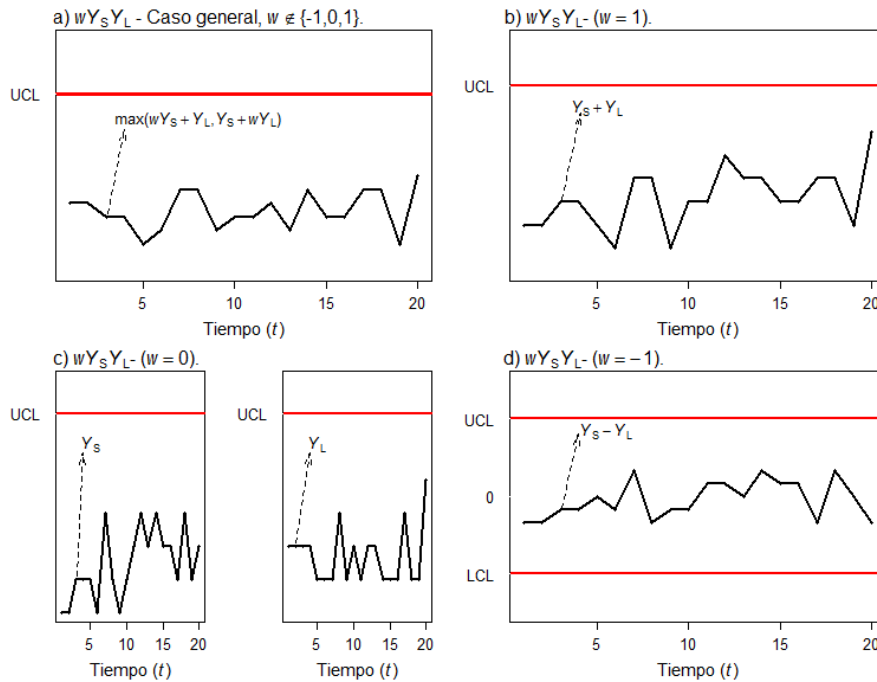 a) wY_S Y_L - Caso general, w ∉ {-1,0,1}.
UCL
max(wY_S + Y_L, Y_S + wY_L)
5 10 15 20
Tiempo (t)
b) wY_S Y_L- (w = 1).
UCL
Y_S + Y_L
5 10 15 20
Tiempo (t)
c) wY_S Y_L- (w = 0).
UCL
Y_S
5 10 15 20
Tiempo (t)
UCL
Y_L
5 10 15 20
Tiempo (t)
d) wY_S Y_L- (w = −1).
UCL
Y_S − Y_L
0
LCL
5 10 15 20
Tiempo (t)